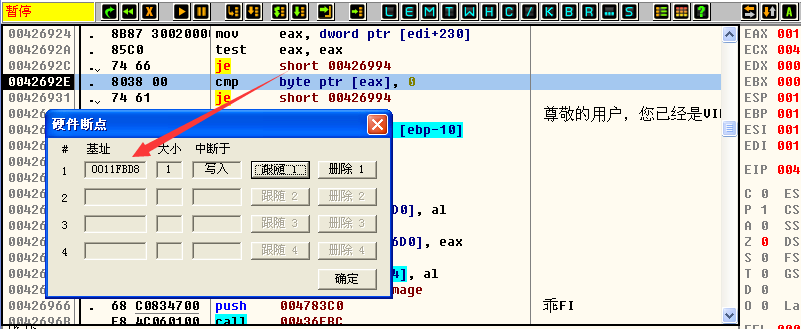 暂停 L E M T W H C / K B R ... S ?
00426924 . 8B87 30020000 mov eax, dword ptr [edi+230] EAX 001
0042692A . 85C0 test eax, eax ECX 004
0042692C . 74 66 je short 00426994 EDX 001
0042692E . 8038 00 cmp byte ptr [eax], 0 EBX 000
00426931 . 74 61 je short 00426994 ESP 001
尊敬的用户，您已经是VIP EBP 001
[ebp-10] ESI 001
EDI 001
EIP 004
硬件断点
# 基址 大小 中断于
1 0011FBD8 1 写入 跟随 1 删除 1
2 跟随 2 删除 2
3 跟随 3 删除 3
4 跟随 4 删除 4
确定
D0], al
6D0], eax
4], al
mage
C 0 ES
P 1 CS
A 0 SS
Z 0 DS
S 0 FS
T 0 GS
D 0
O 0 La
00426966 . 68 C0834700 push 004783C0 乖FI
0042696B . E8 4C060100 call 00436FBC